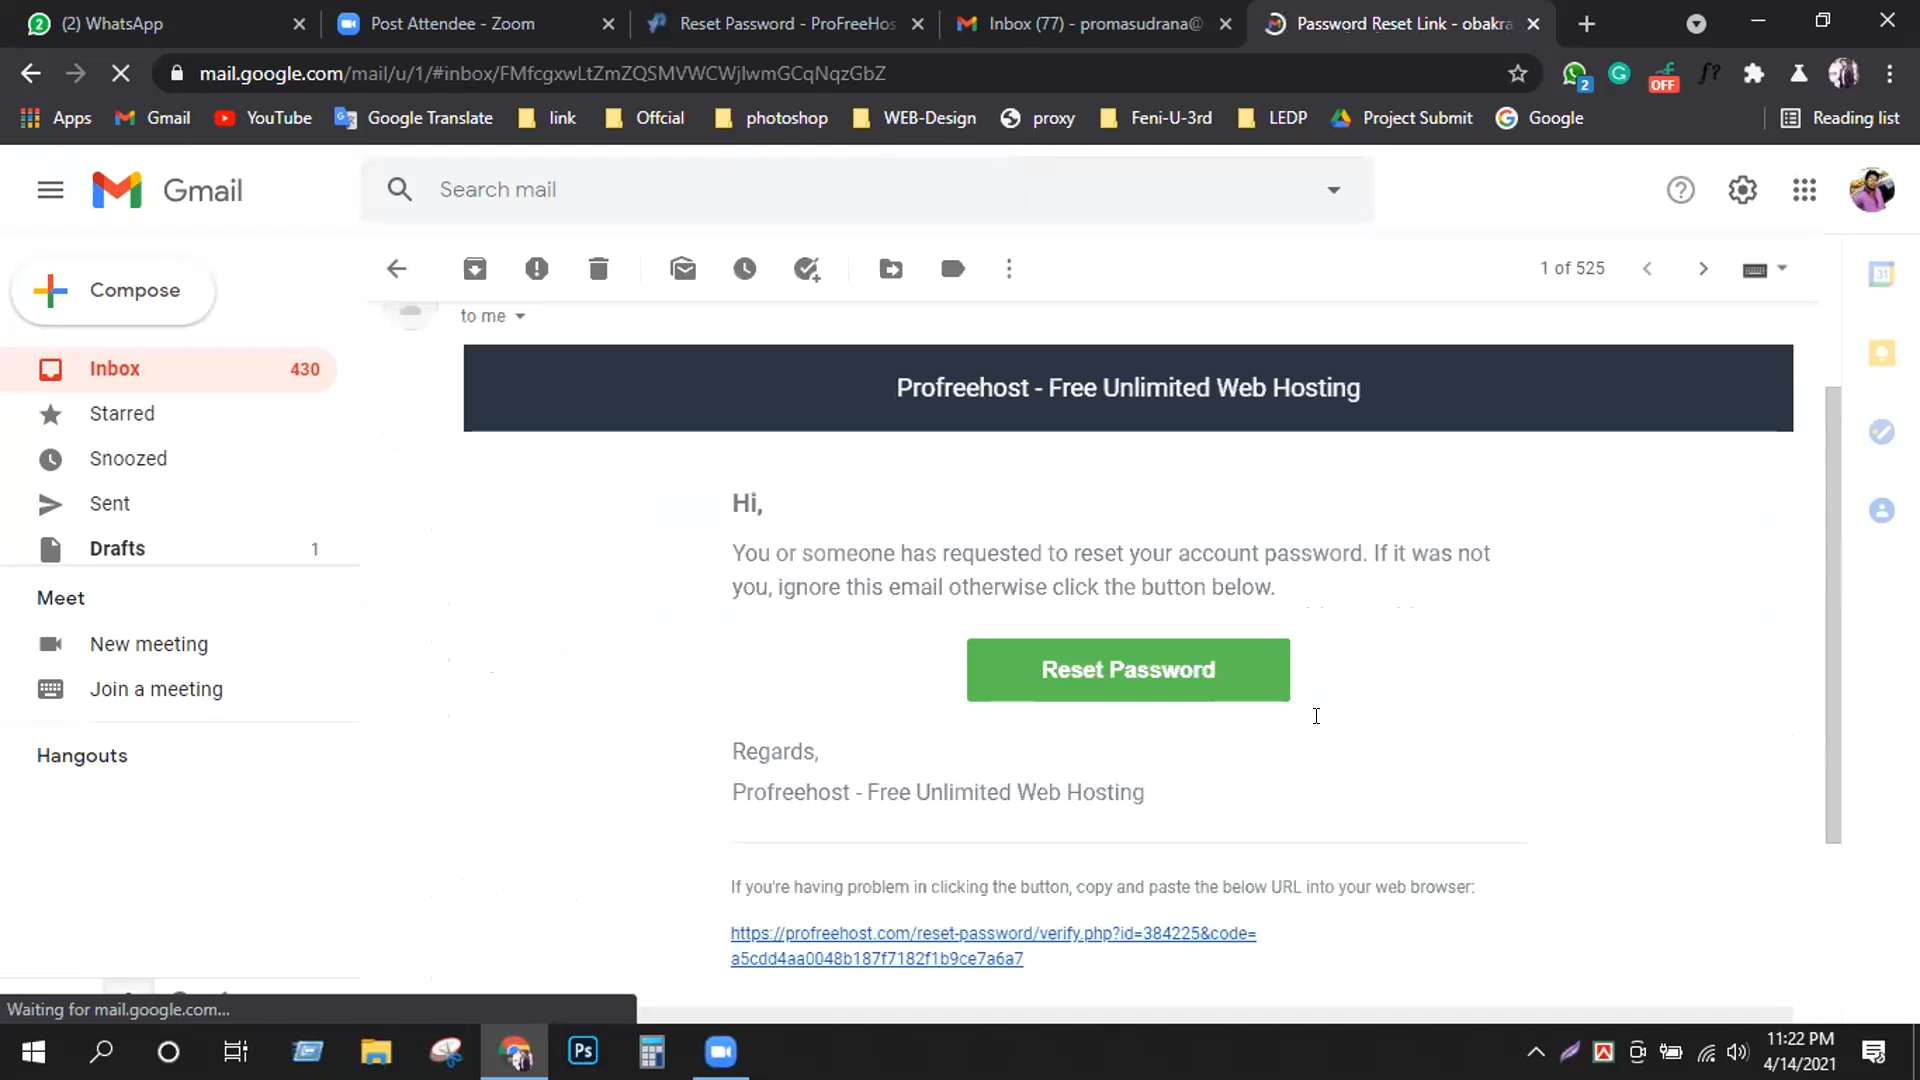 (2) WhatsApp
Post Attendee - Zoom
Reset Password - ProFreeHos
Inbox (77) - promasudrana@
Password Reset Link - obakra
mail.google.com/mail/u/1/#inbox/FMfcgxwLtZmZQSMVWCWjlwmGCqNqzGbZ
2
OFF
f?
Apps
Gmail
YouTube
Google Translate
link
Offcial
photoshop
WEB-Design
proxy
Feni-U-3rd
LEDP
Project Submit
Google
Reading list
Gmail
Search mail
Compose
1 of 525
31
to me
Inbox 430
Starred
Snoozed
Sent
Drafts 1
Meet
New meeting
Join a meeting
Hangouts
Profreehost - Free Unlimited Web Hosting
Hi,
You or someone has requested to reset your account password. If it was not
you, ignore this email otherwise click the button below.
Reset Password
Regards,
Profreehost - Free Unlimited Web Hosting
If you're having problem in clicking the button, copy and paste the below URL into your web browser:
https://profreehost.com/reset-password/verify.php?id=384225&code=
a5cdd4aa0048b187f7182f1b9ce7a6a7
Waiting for mail.google.com...
Ps
11:22 PM
4/14/2021